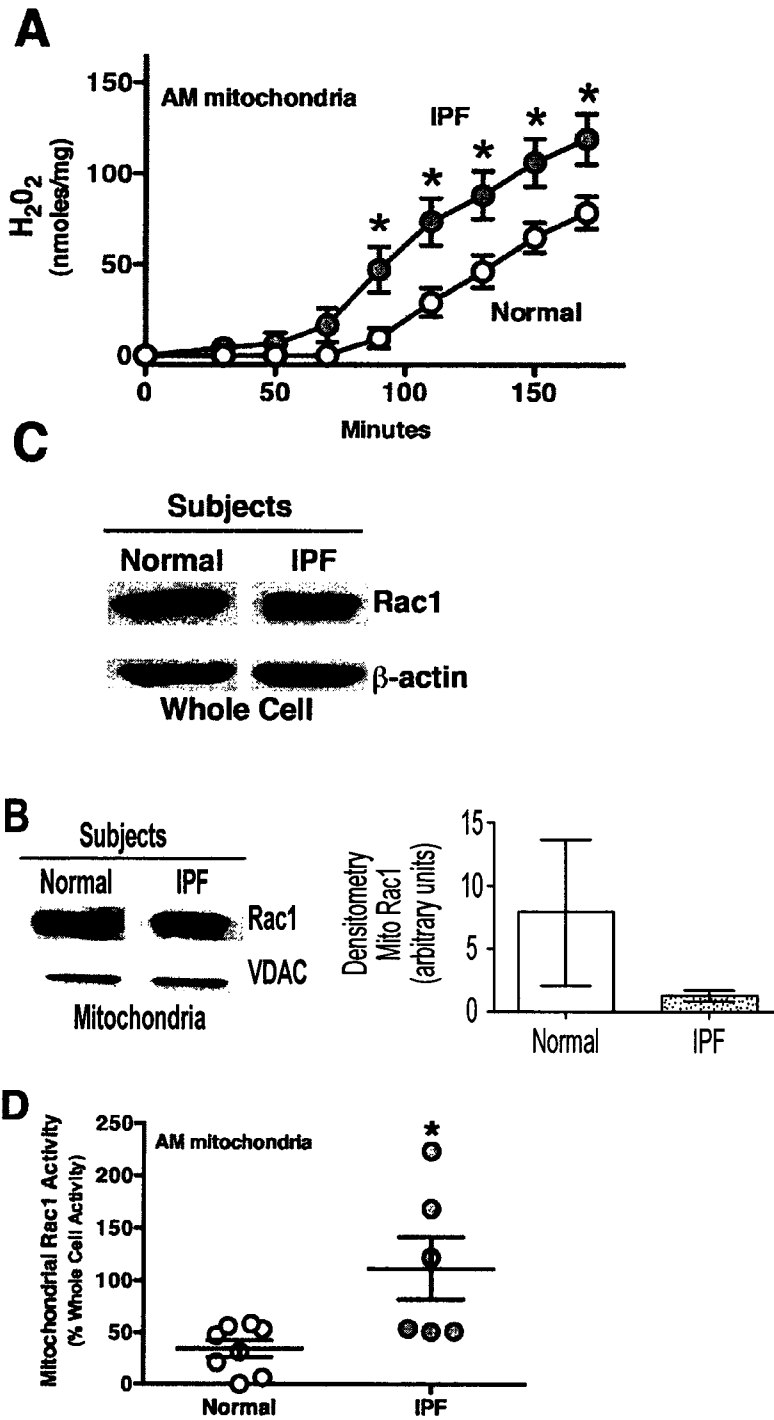 A
H202
(nmoles/mg)
150
100
50
0
AM mitochondria
IPF
* * * * *
Normal
0 50 100 150
Minutes
C
Subjects
Normal IPF
Rac1
β-actin
Whole Cell
B
Subjects
Normal IPF
Rac1
VDAC
Mitochondria
Densitometry
Mito Rac1
(arbitrary units)
15
10
5
0
Normal IPF
D
Mitochondrial Rac1 Activity
(% Whole Cell Activity)
250
200
150
100
50
0
AM mitochondria
*
Normal IPF